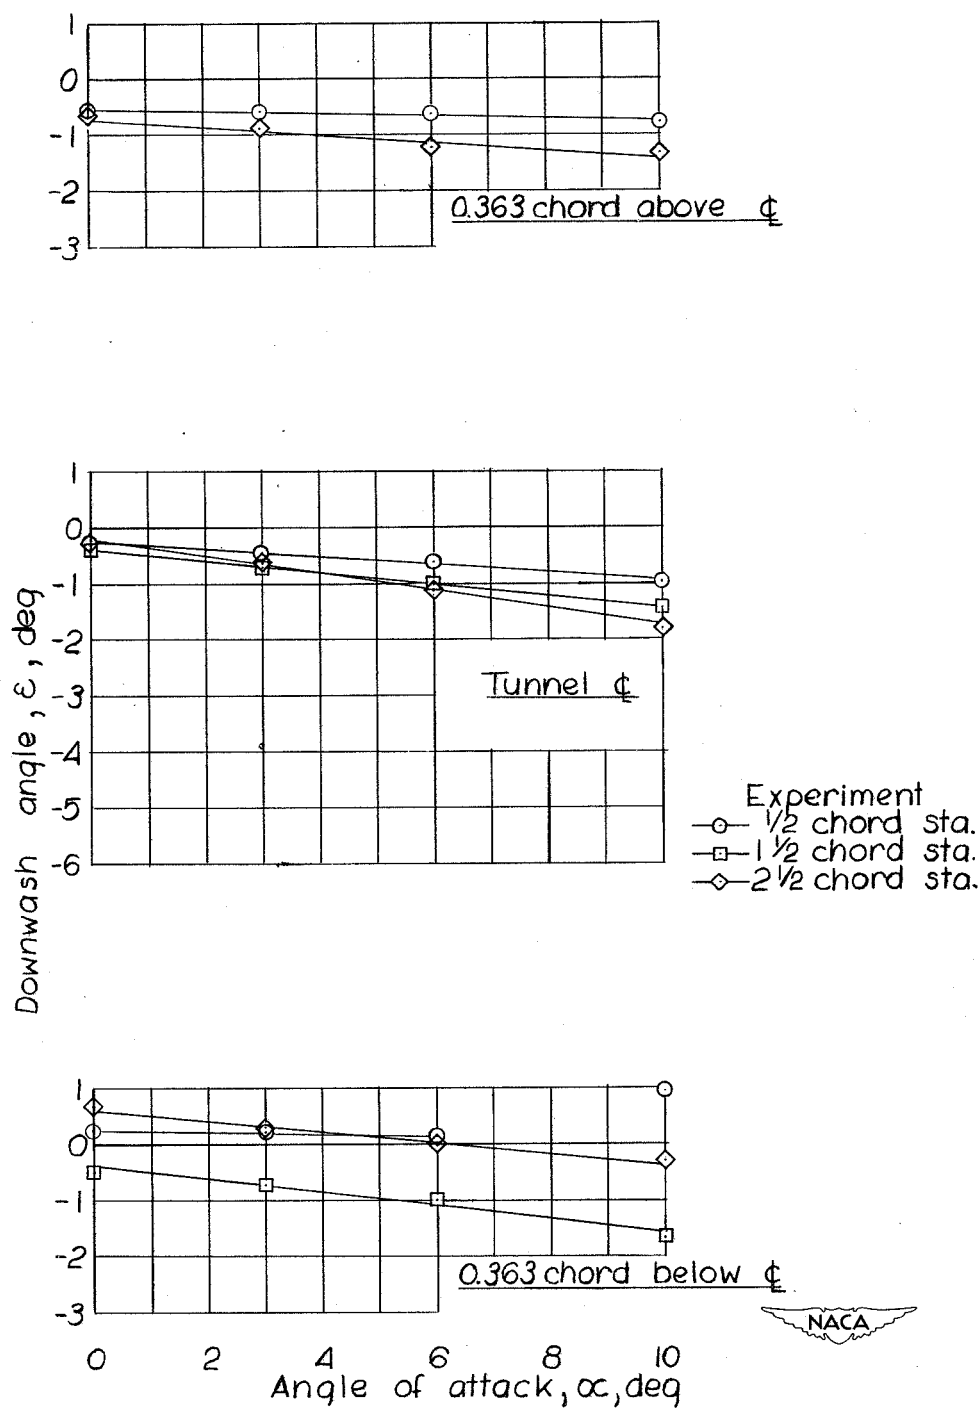 1
0
-1
-2
-3
0.363 chord above ℄
1
0
-1
-2
-3
-4
-5
-6
Tunnel ℄
Downwash angle, ε, deg
Experiment
1/2 chord sta.
1 1/2 chord sta.
2 1/2 chord sta.
1
0
-1
-2
-3
0.363 chord below ℄
NACA
0 2 4 6 8 10
Angle of attack, α, deg